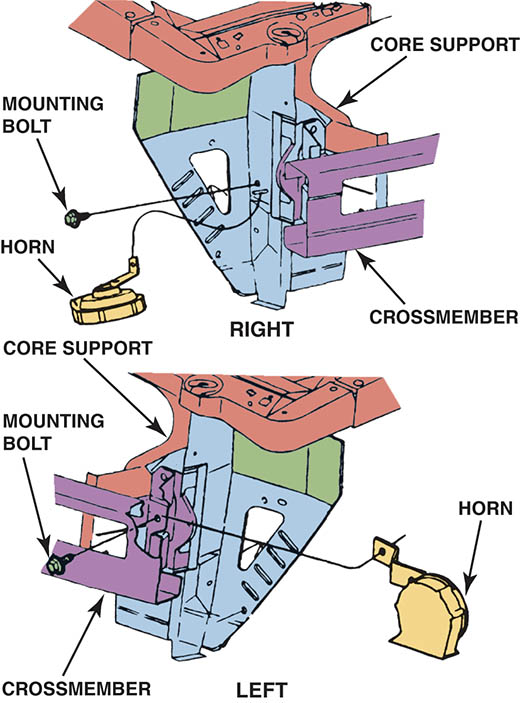 CORE SUPPORT
MOUNTING
BOLT
HORN
CROSSMEMBER
RIGHT
CORE SUPPORT
MOUNTING
BOLT
HORN
CROSSMEMBER
LEFT